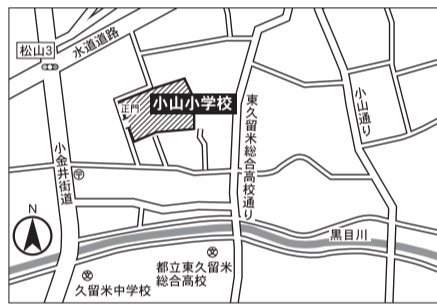 松山3
水道道路
正門
小山小学校
東久留米総合高校通り
小山通り
小金井街道
N
黒目川
都立東久留米
総合高校
久留米中学校